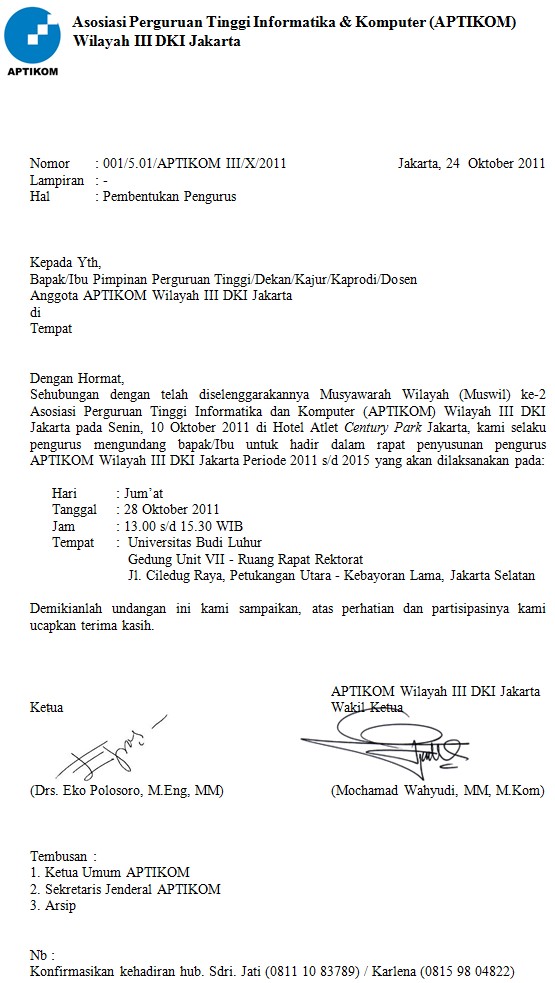 Asosiasi Perguruan Tinggi Informatika & Komputer (APTIKOM)
Wilayah III DKI Jakarta
APTIKOM
Nomor : 001/5.01/APTIKOM III/X/2011 Jakarta, 24 Oktober 2011
Lampiran : -
Hal : Pembentukan Pengurus
Kepada Yth,
Bapak/Ibu Pimpinan Perguruan Tinggi/Dekan/Kajur/Kaprodi/Dosen
Anggota APTIKOM Wilayah III DKI Jakarta
di
Tempat
Dengan Hormat,
Sehubungan dengan telah diselenggarakannya Musyawarah Wilayah (Muswil) ke-2
Asosiasi Perguruan Tinggi Informatika dan Komputer (APTIKOM) Wilayah III DKI
Jakarta pada Senin, 10 Oktober 2011 di Hotel Atlet Century Park Jakarta, kami selaku
pengurus mengundang bapak/Ibu untuk hadir dalam rapat penyusunan pengurus
APTIKOM Wilayah III DKI Jakarta Periode 2011 s/d 2015 yang akan dilaksanakan pada:
Hari : Jum’at
Tanggal : 28 Oktober 2011
Jam : 13.00 s/d 15.30 WIB
Tempat : Universitas Budi Luhur
Gedung Unit VII - Ruang Rapat Rektorat
Jl. Ciledug Raya, Petukangan Utara - Kebayoran Lama, Jakarta Selatan
Demikianlah undangan ini kami sampaikan, atas perhatian dan partisipasinya kami
ucapkan terima kasih.
APTIKOM Wilayah III DKI Jakarta
Ketua Wakil Ketua
(Drs. Eko Polosoro, M.Eng, MM) (Mochamad Wahyudi, MM, M.Kom)
Tembusan :
1. Ketua Umum APTIKOM
2. Sekretaris Jenderal APTIKOM
3. Arsip
Nb :
Konfirmasikan kehadiran hub. Sdri. Jati (0811 10 83789) / Karlena (0815 98 04822)